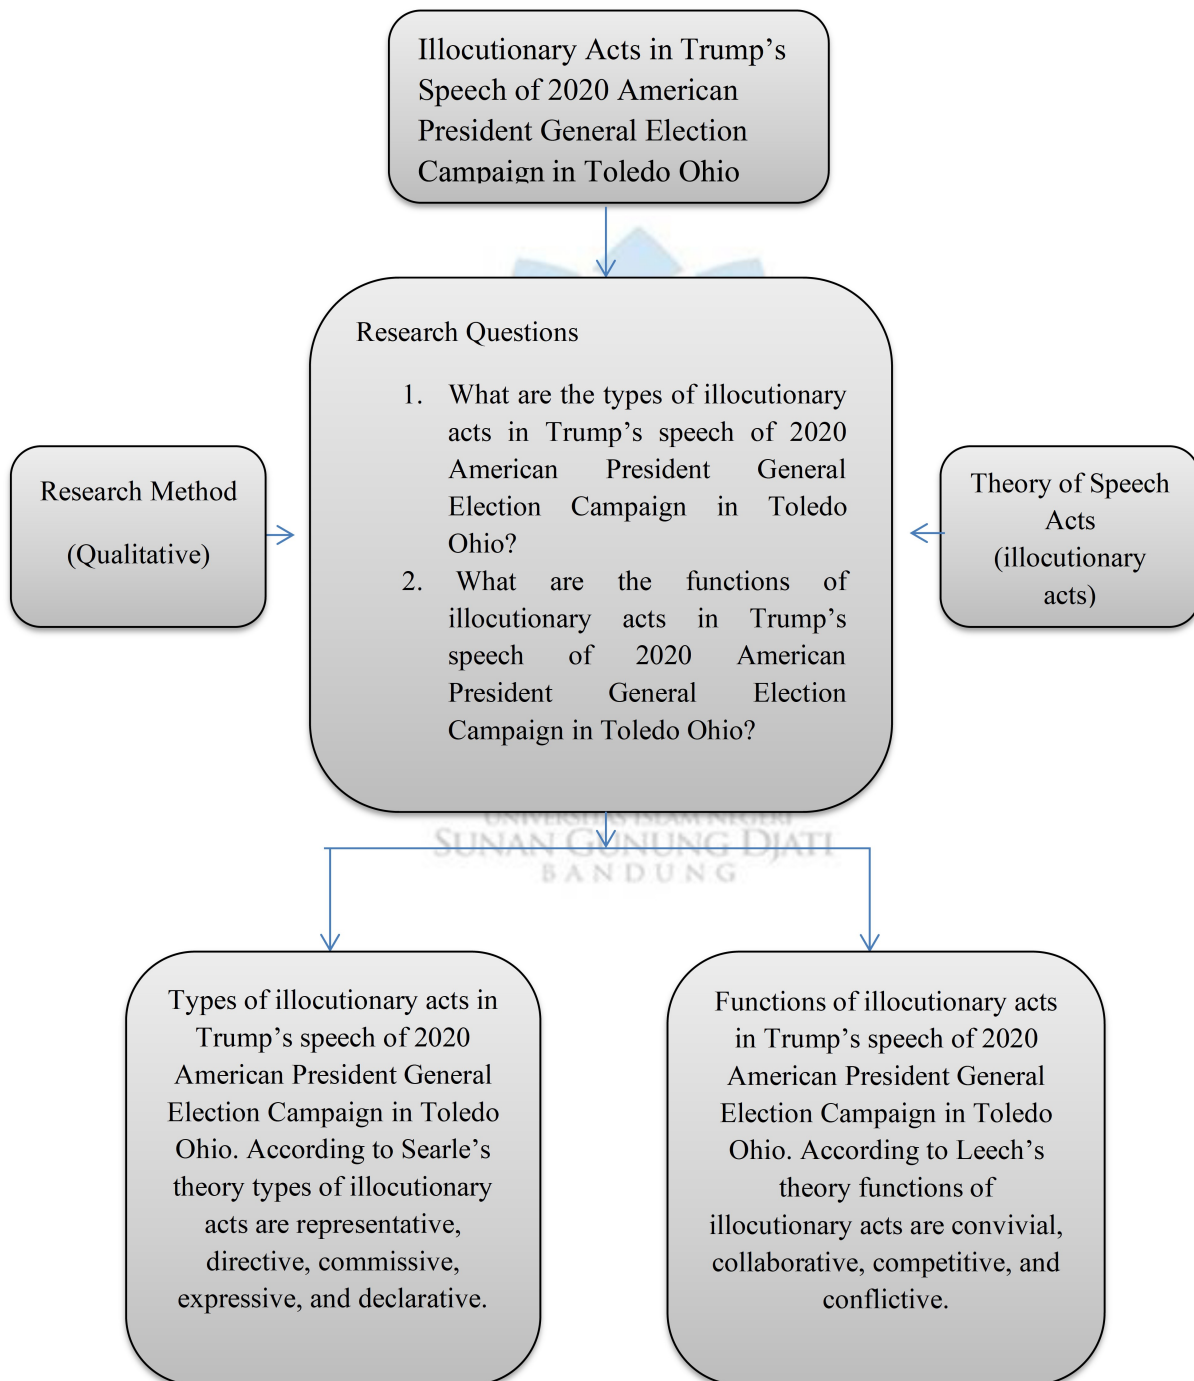 Illocutionary Acts in Trump’s
Speech of 2020 American
President General Election
Campaign in Toledo Ohio
Research Questions
1. What are the types of illocutionary
acts in Trump’s speech of 2020
American President General
Election Campaign in Toledo
Ohio?
2. What are the functions of
illocutionary acts in Trump’s
speech of 2020 American
President General Election
Campaign in Toledo Ohio?
Research Method
(Qualitative)
Theory of Speech
Acts
(illocutionary
acts)
UNIVERSITAS ISLAM NEGERI
SUNAN GUNUNG DJATI
BANDUNG
Types of illocutionary acts in
Trump’s speech of 2020
American President General
Election Campaign in Toledo
Ohio. According to Searle’s
theory types of illocutionary
acts are representative,
directive, commissive,
expressive, and declarative.
Functions of illocutionary acts
in Trump’s speech of 2020
American President General
Election Campaign in Toledo
Ohio. According to Leech’s
theory functions of
illocutionary acts are convivial,
collaborative, competitive, and
conflictive.